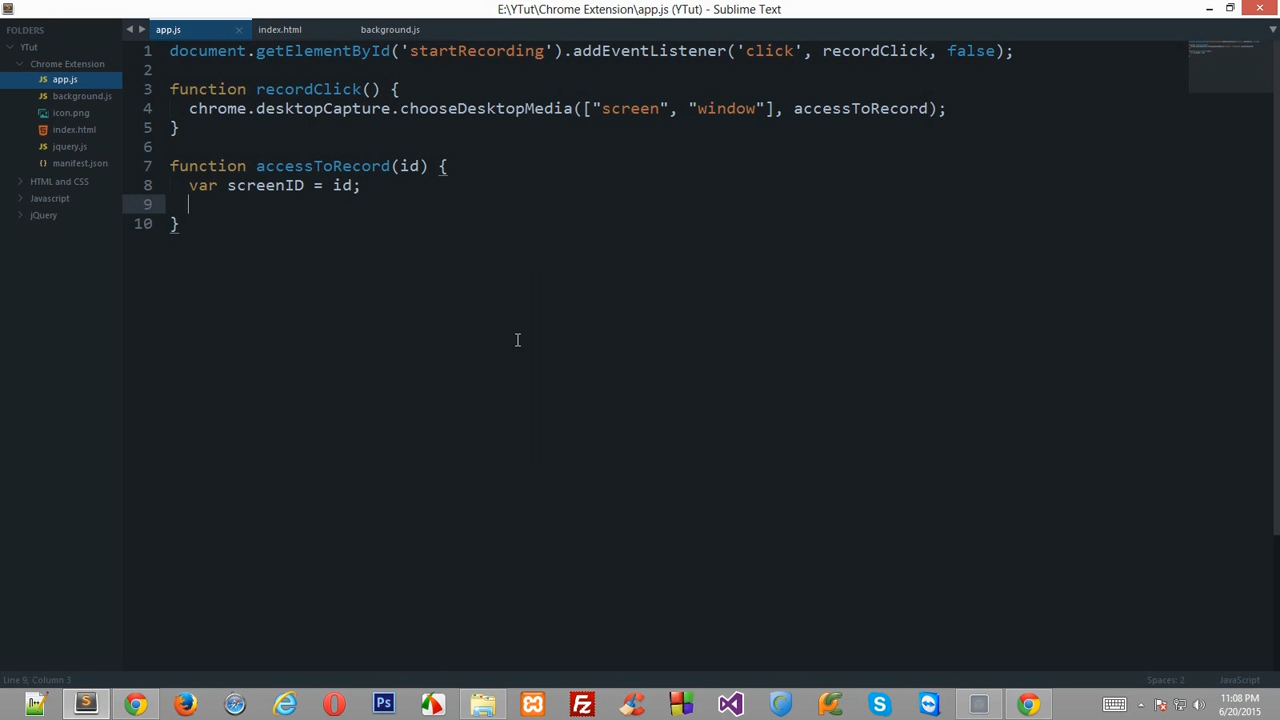 E:\YTut\Chrome Extension\app.js (YTut) - Sublime Text
FOLDERS
YTut
Chrome Extension
JS app.js
JS background.js
icon.png
index.html
JS jquery.js
{} manifest.json
HTML and CSS
Javascript
jQuery
app.js × index.html background.js
1 document.getElementById('startRecording').addEventListener('click', recordClick, false);
2
3 function recordClick() {
4 chrome.desktopCapture.chooseDesktopMedia(["screen", "window"], accessToRecord);
5 }
6
7 function accessToRecord(id) {
8 var screenID = id;
9
10 }
Line 9, Column 3 Spaces: 2 JavaScript
11:08 PM
6/20/2015